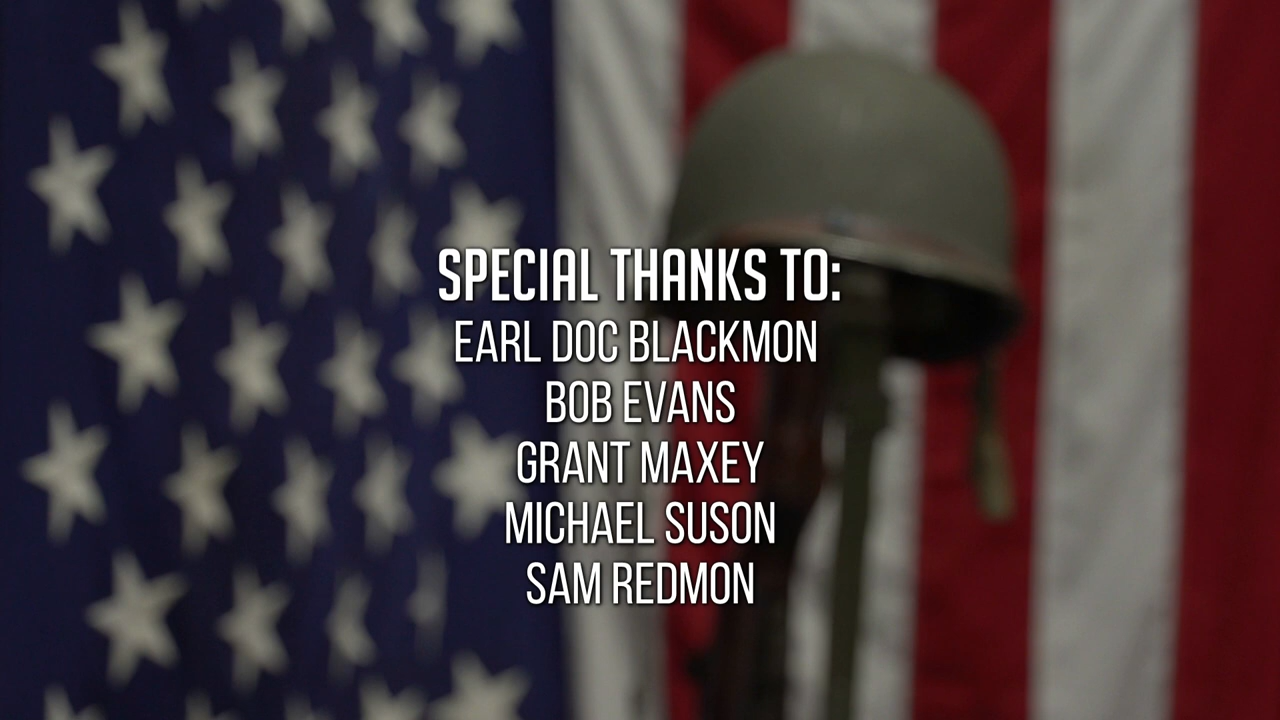 SPECIAL THANKS TO:
EARL DOC BLACKMON
BOB EVANS
GRANT MAXEY
MICHAEL SUSON
SAM REDMON